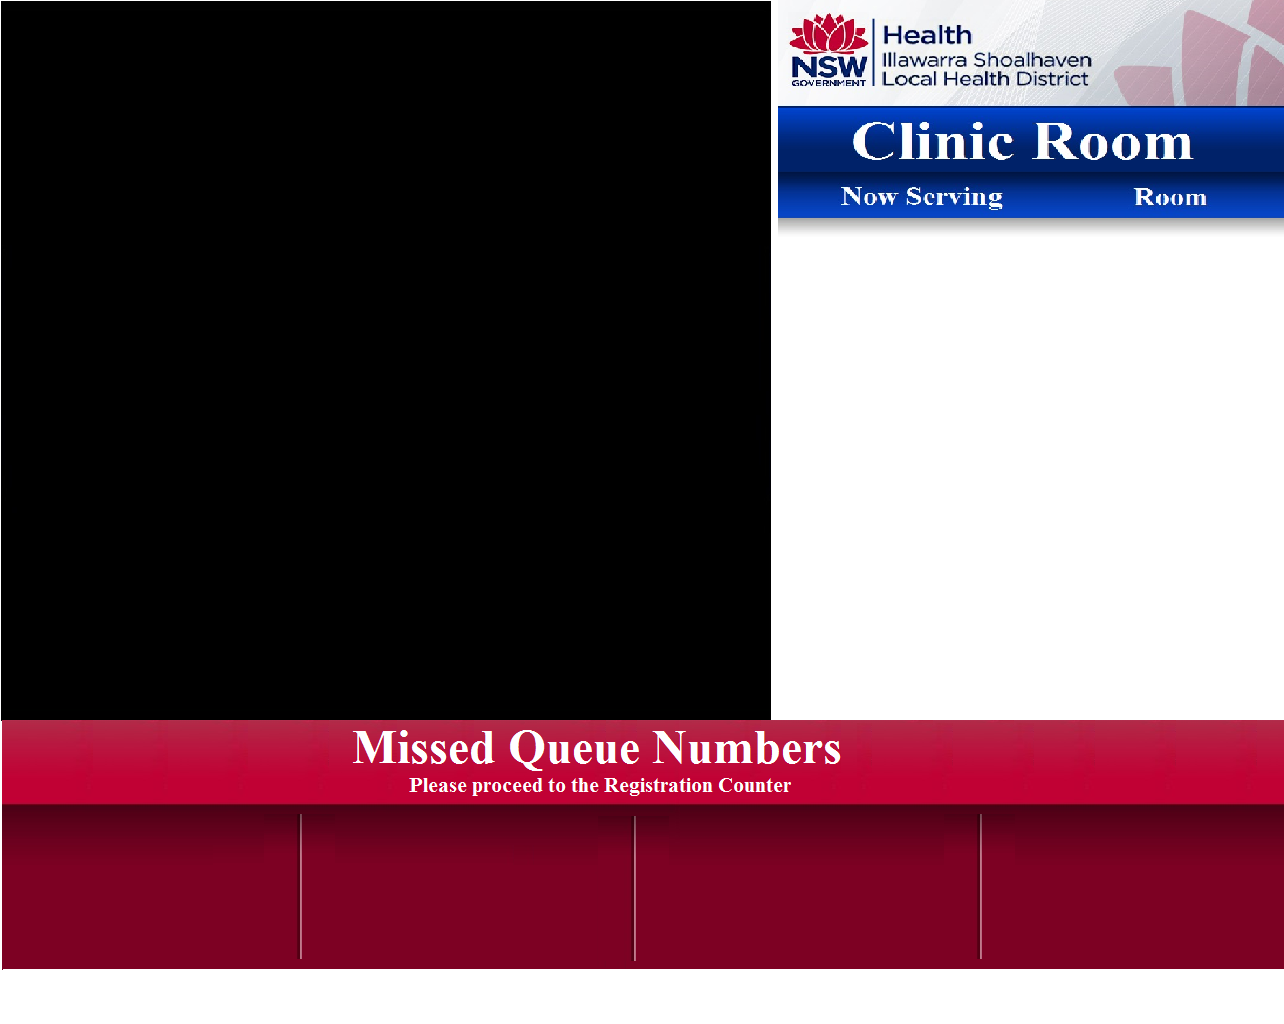 NSW
GOVERNMENT
Health
Illawarra Shoalhaven
Local Health District
Clinic Room
Now Serving Room
Missed Queue Numbers
Please proceed to the Registration Counter